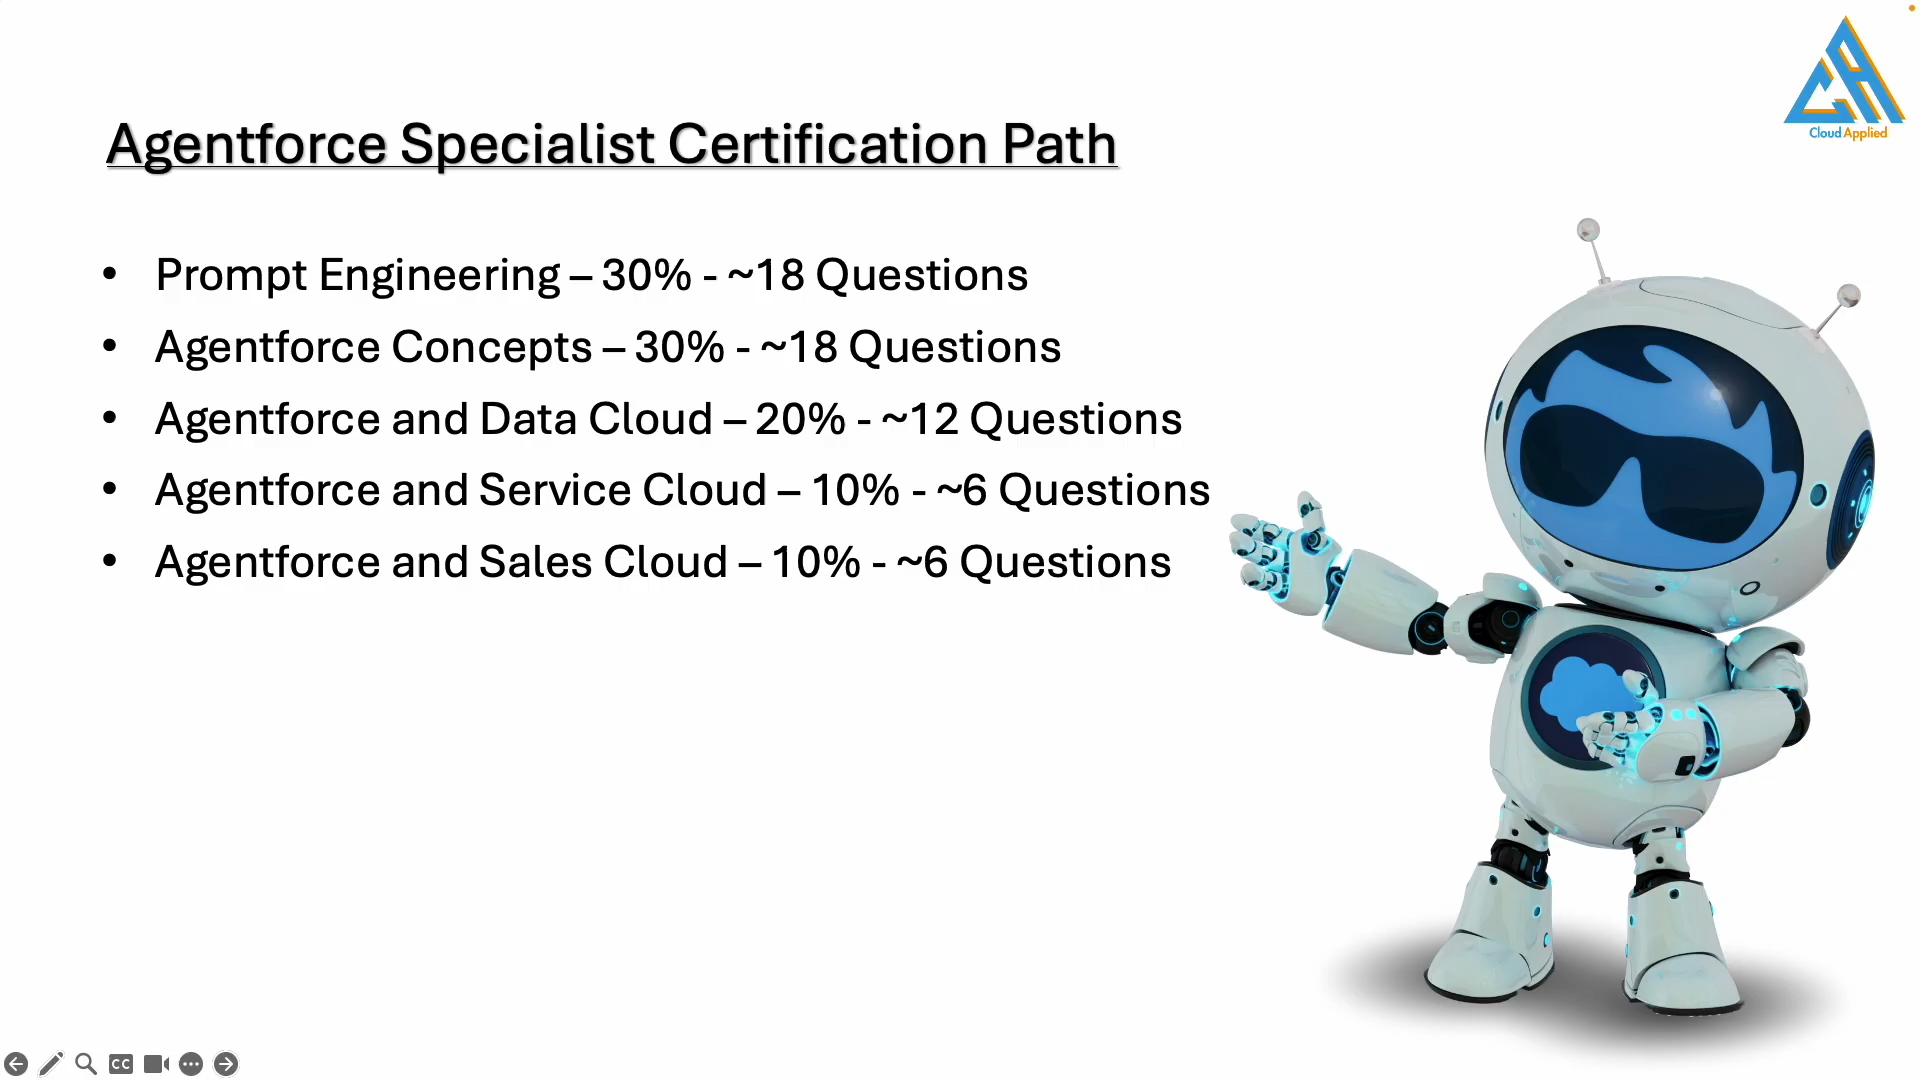 Cloud Applied
Agentforce Specialist Certification Path
• Prompt Engineering – 30% - ~18 Questions
• Agentforce Concepts – 30% - ~18 Questions
• Agentforce and Data Cloud – 20% - ~12 Questions
• Agentforce and Service Cloud – 10% - ~6 Questions
• Agentforce and Sales Cloud – 10% - ~6 Questions
CC